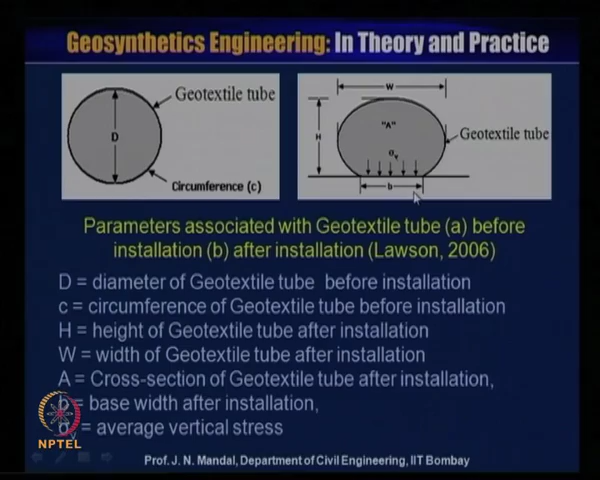 Geosynthetics Engineering: In Theory and Practice
Geotextile tube
D
Circumference (c)
W
H
"A"
Geotextile tube
σv
b
Parameters associated with Geotextile tube (a) before
installation (b) after installation (Lawson, 2006)
D = diameter of Geotextile tube before installation
c = circumference of Geotextile tube before installation
H = height of Geotextile tube after installation
W = width of Geotextile tube after installation
A = Cross-section of Geotextile tube after installation,
b = base width after installation,
σv = average vertical stress
NPTEL
Prof. J. N. Mandal, Department of Civil Engineering, IIT Bombay